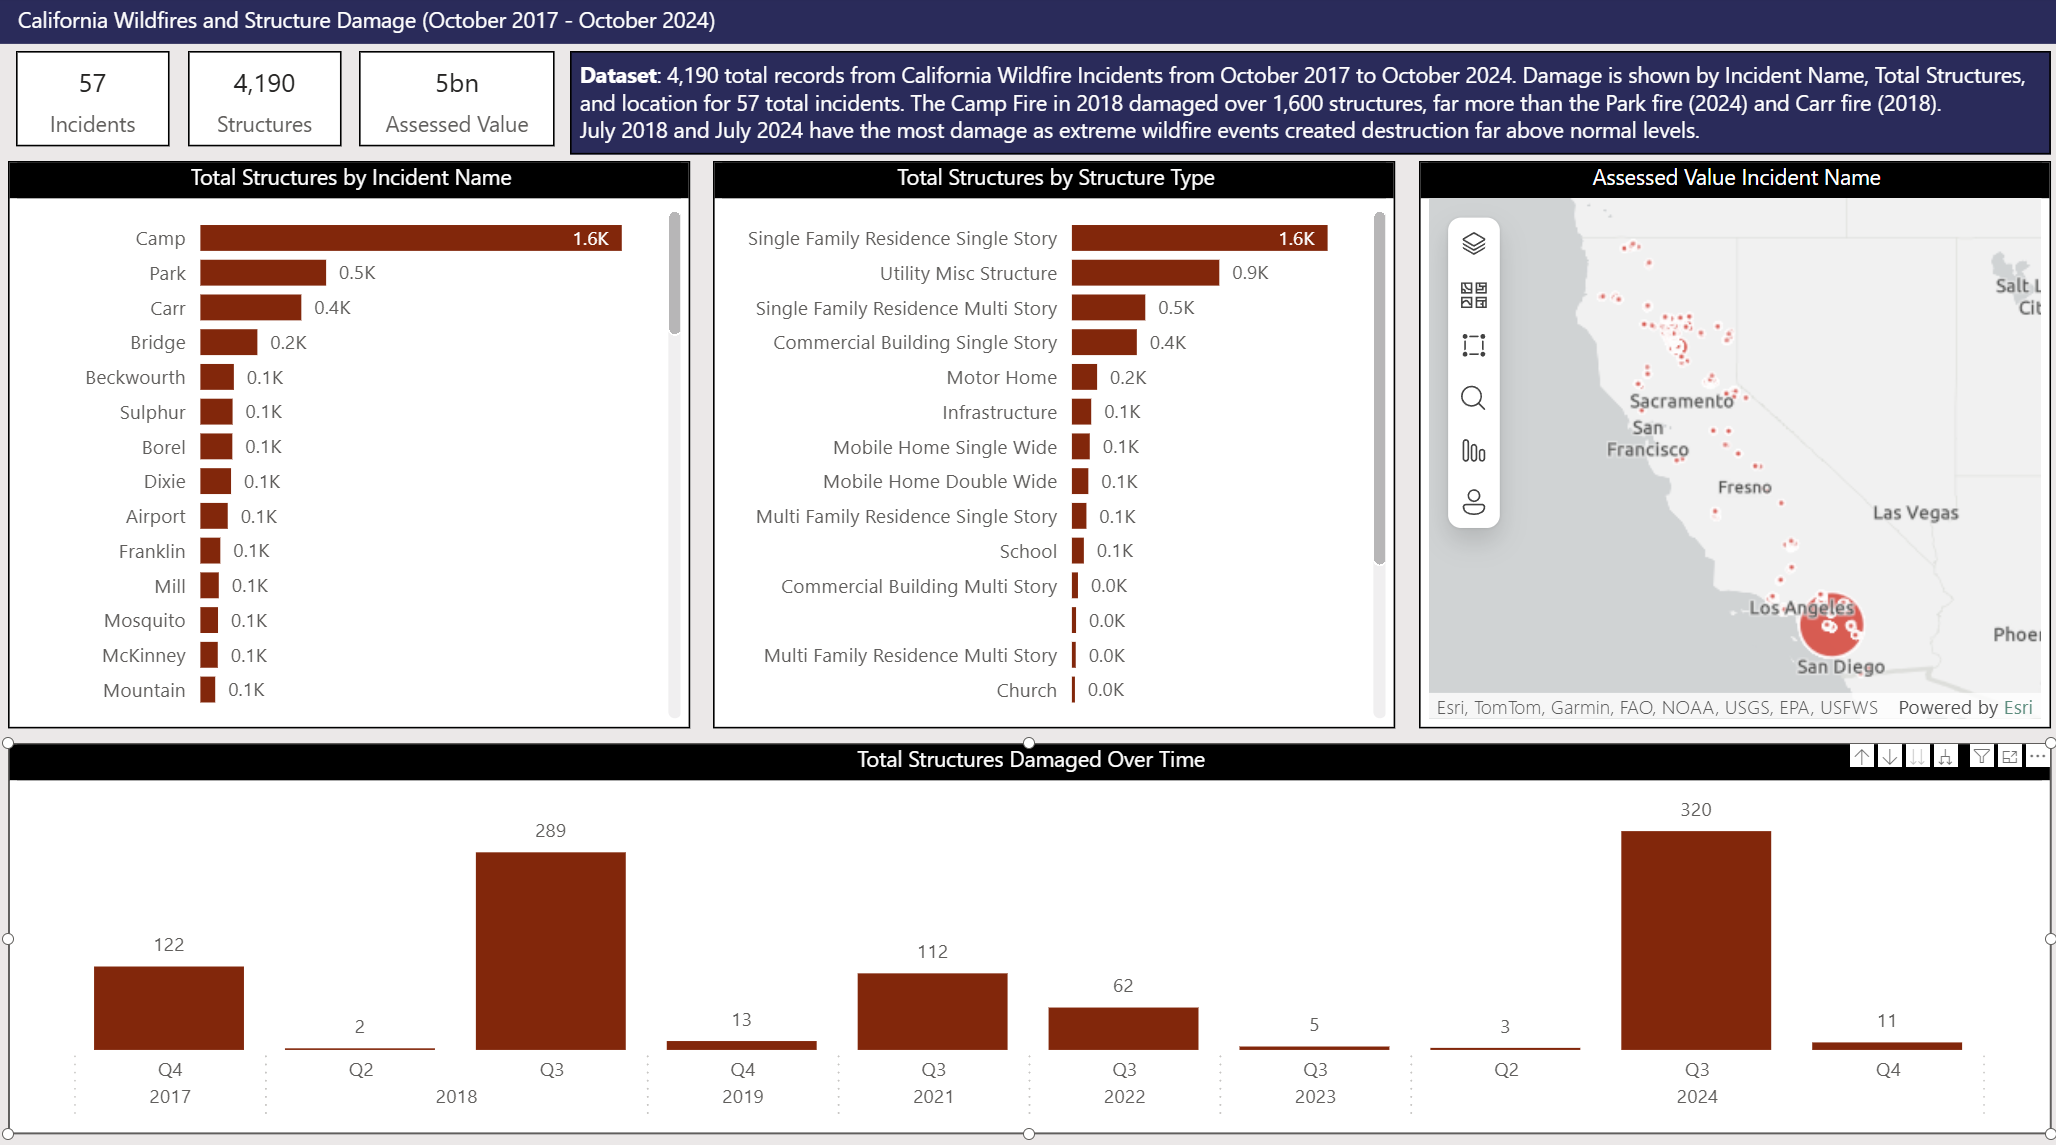 California Wildfires and Structure Damage (October 2017 - October 2024)
57
Incidents
4,190
Structures
5bn
Assessed Value
Dataset: 4,190 total records from California Wildfire Incidents from October 2017 to October 2024. Damage is shown by Incident Name, Total Structures,
and location for 57 total incidents. The Camp Fire in 2018 damaged over 1,600 structures, far more than the Park fire (2024) and Carr fire (2018).
July 2018 and July 2024 have the most damage as extreme wildfire events created destruction far above normal levels.
Total Structures by Incident Name
Camp 1.6K
Park 0.5K
Carr 0.4K
Bridge 0.2K
Beckwourth 0.1K
Sulphur 0.1K
Borel 0.1K
Dixie 0.1K
Airport 0.1K
Franklin 0.1K
Mill 0.1K
Mosquito 0.1K
McKinney 0.1K
Mountain 0.1K
Total Structures by Structure Type
Single Family Residence Single Story 1.6K
Utility Misc Structure 0.9K
Single Family Residence Multi Story 0.5K
Commercial Building Single Story 0.4K
Motor Home 0.2K
Infrastructure 0.1K
Mobile Home Single Wide 0.1K
Mobile Home Double Wide 0.1K
Multi Family Residence Single Story 0.1K
School 0.1K
Commercial Building Multi Story 0.0K
0.0K
Multi Family Residence Multi Story 0.0K
Church 0.0K
Assessed Value Incident Name
Salt L
Cit
Sacramento
San
Francisco
Fresno
Las Vegas
Los Angeles
Phoe
San Diego
Esri, TomTom, Garmin, FAO, NOAA, USGS, EPA, USFWS Powered by Esri
Total Structures Damaged Over Time
122
2
289
13
112
62
5
3
320
11
Q4 Q2 Q3 Q4 Q3 Q3 Q3 Q2 Q3 Q4
2017 2018 2019 2021 2022 2023 2024